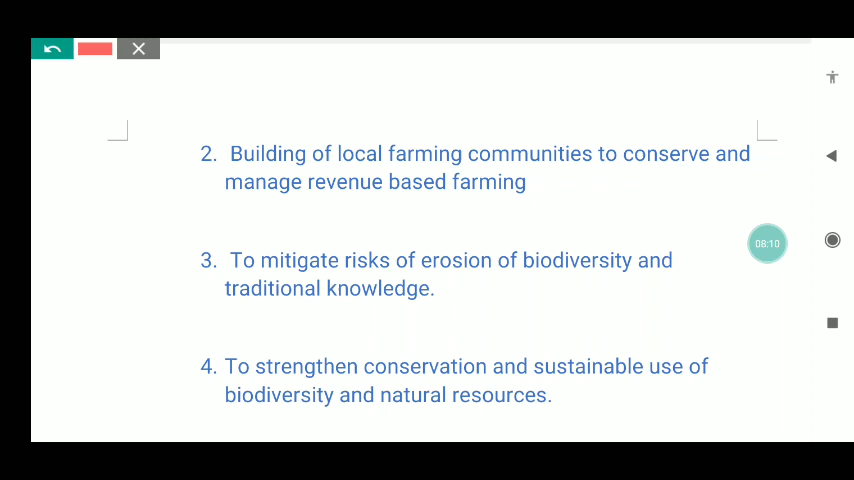 2. Building of local farming communities to conserve and
manage revenue based farming
08:10
3. To mitigate risks of erosion of biodiversity and
traditional knowledge.
4. To strengthen conservation and sustainable use of
biodiversity and natural resources.